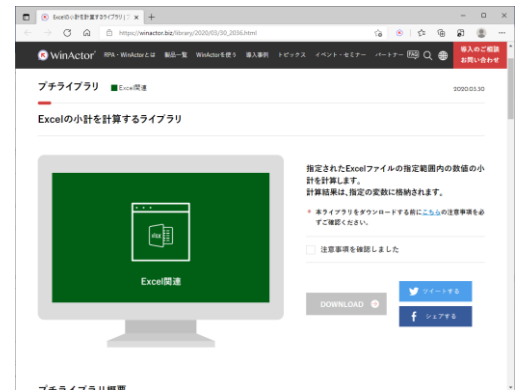 Excelの小計を計算するライブラリ | プ
https://winactor.biz/library/2020/03/30_2036.html
WinActor
RPA・WinActorとは 製品一覧 WinActorを使う 導入事例 トピックス イベント・セミナー パートナー FAQ
導入のご相談
お問い合わせ
プチライブラリ Excel関連 2020.03.30
Excelの小計を計算するライブラリ
指定されたExcelファイルの指定範囲内の数値の小
計を計算します。
計算結果は、指定の変数に格納されます。
* 本ライブラリをダウンロードする前にこちらの注意事項を必
ずご確認ください。
注意事項を確認しました
Excel関連
DOWNLOAD
ツイートする
シェアする
プチライブラリ概要